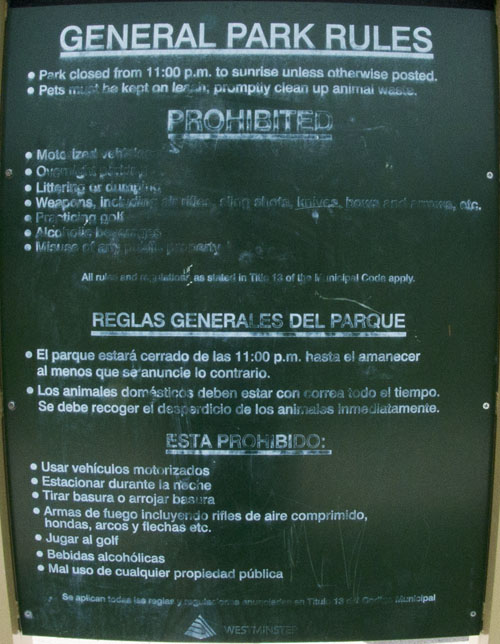 GENERAL PARK RULES
• Park closed from 11:00 p.m. to sunrise unless otherwise posted.
• Pets must be kept on leash; promptly clean up animal waste.
PROHIBITED
• Motorized vehicles
• Overnight parking
• Littering or dumping
• Weapons, including air rifles, sling shots, knives, bows and arrows, etc.
• Practicing golf
• Alcoholic beverages
• Misuse of any public property
All rules and regulations as stated in Title 13 of the Municipal Code apply.
REGLAS GENERALES DEL PARQUE
• El parque estará cerrado de las 11:00 p.m. hasta el amanecer
al menos que se anuncie lo contrario.
• Los animales domésticos deben estar con correa todo el tiempo.
Se debe recoger el desperdicio de los animales inmediatamente.
ESTA PROHIBIDO:
• Usar vehículos motorizados
• Estacionar durante la noche
• Tirar basura o arrojar basura
• Armas de fuego incluyendo rifles de aire comprimido,
hondas, arcos y flechas etc.
• Jugar al golf
• Bebidas alcohólicas
• Mal uso de cualquier propiedad pública
Se aplican todas las reglas y regulaciones en Título 13 del Código Municipal
WESTMINSTER